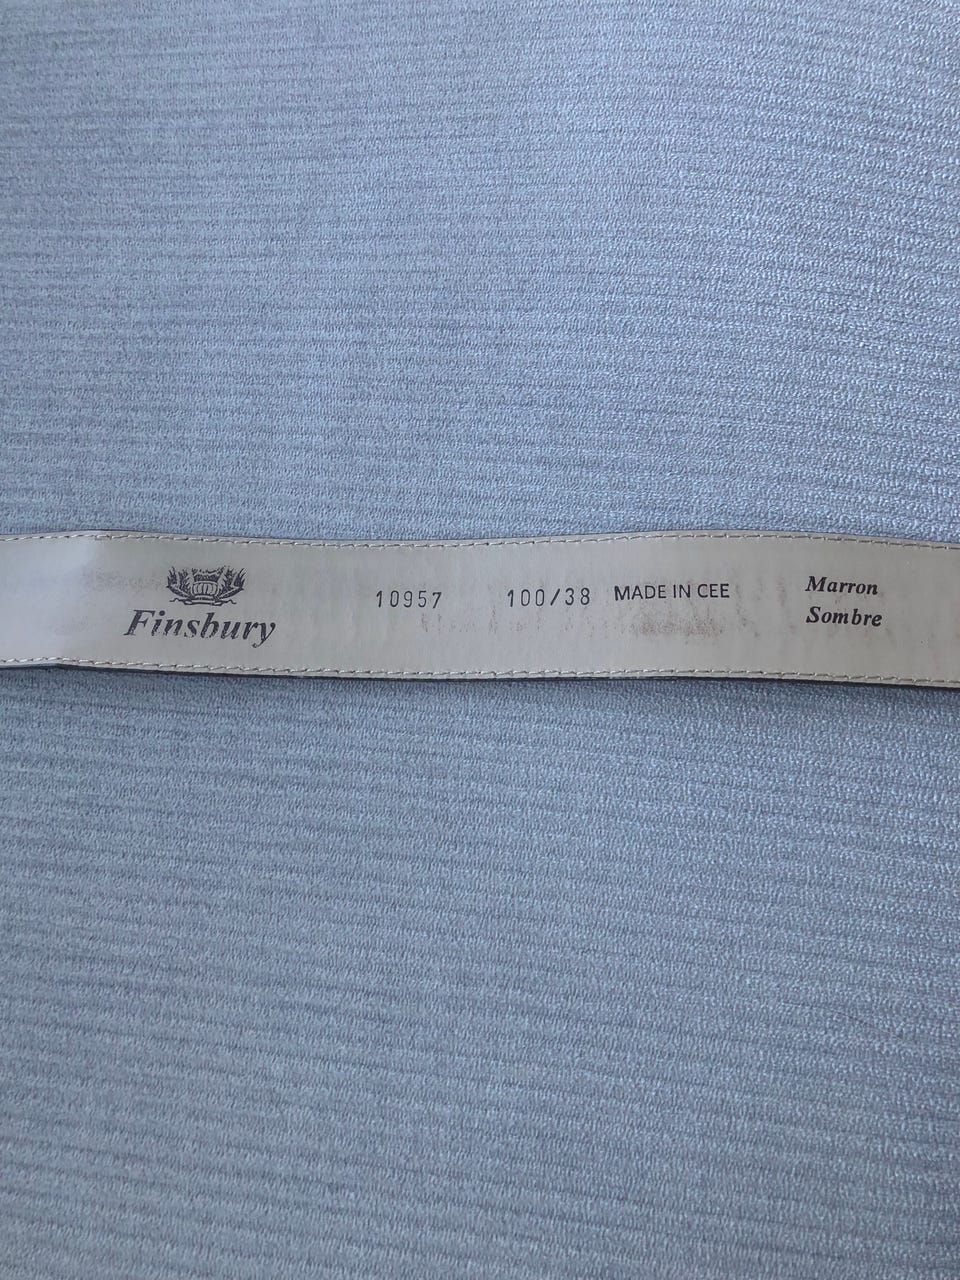 Finsbury
10957 100/38 MADE IN CEE
Marron
Sombre